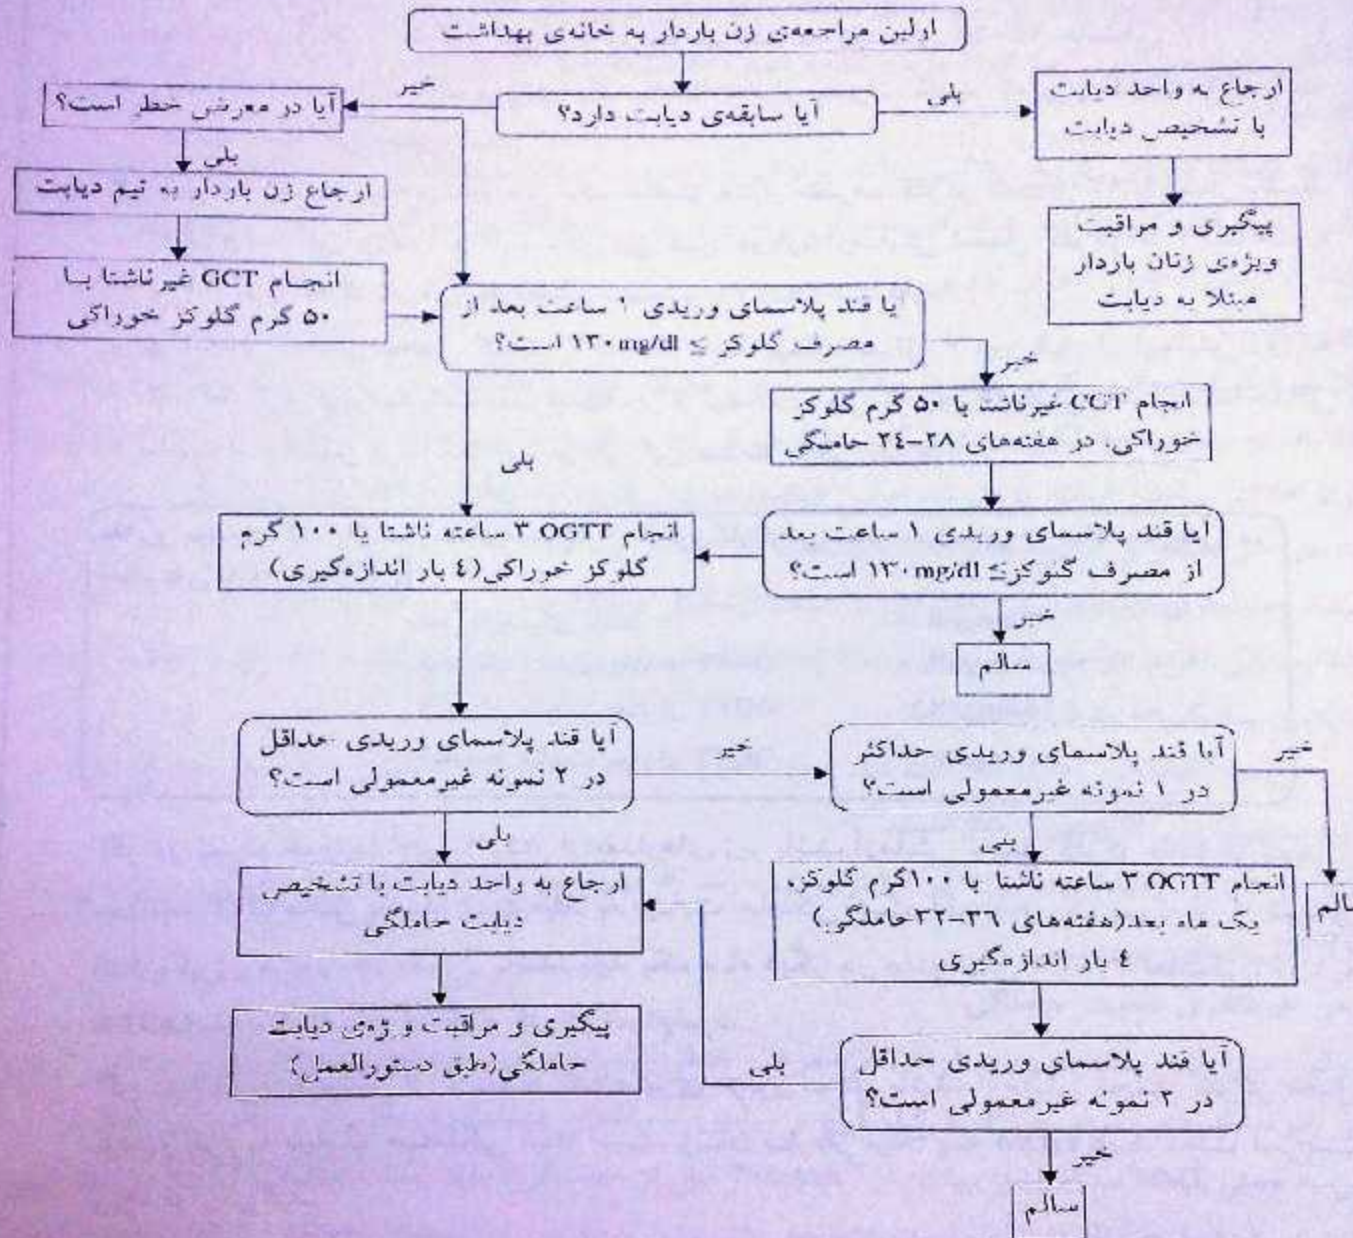 اولین مراجعه‌ی زن باردار به خانه‌ی بهداشت
آیا سابقه‌ی دیابت دارد؟
بلی
ارجاع به واحد دیابت
با تشخیص دیابت
پیگیری و مراقبت
ویژه‌ی زنان باردار
مبتلا به دیابت
خیر
آیا در معرض خطر است؟
بلی
ارجاع زن باردار به تیم دیابت
انجام GCT غیرناشتا با
۵۰ گرم گلوکز خوراکی
آیا قند پلاسمای وریدی ۱ ساعت بعد از
مصرف گلوکز ≥ ۱۳۰ mg/dl است؟
خیر
انجام GCT غیرناشتا با ۵۰ گرم گلوکز
خوراکی، در هفته‌های ۲۸-۲٤ حاملگی
بلی
آیا قند پلاسمای وریدی ۱ ساعت بعد
از مصرف گلوکز ≥ ۱۳۰ mg/dl است؟
انجام OGTT ۳ ساعته ناشتا با ۱۰۰ گرم
گلوکز خوراکی(٤ بار اندازه‌گیری)
خیر
سالم
آیا قند پلاسمای وریدی حداقل
در ۲ نمونه غیرمعمولی است؟
خیر
آیا قند پلاسمای وریدی حداکثر
در ۱ نمونه غیرمعمولی است؟
خیر
بلی
ارجاع به واحد دیابت با تشخیص
دیابت حاملگی
پیگیری و مراقبت ویژه‌ی دیابت
حاملگی(طبق دستورالعمل)
بلی
انجام OGTT ۳ ساعته ناشتا با ۱۰۰گرم گلوکز،
یک ماه بعد(هفته‌های ۳٦-۳۲حاملگی)
٤ بار اندازه‌گیری
آیا قند پلاسمای وریدی حداقل
در ۲ نمونه غیرمعمولی است؟
بلی
خیر
سالم